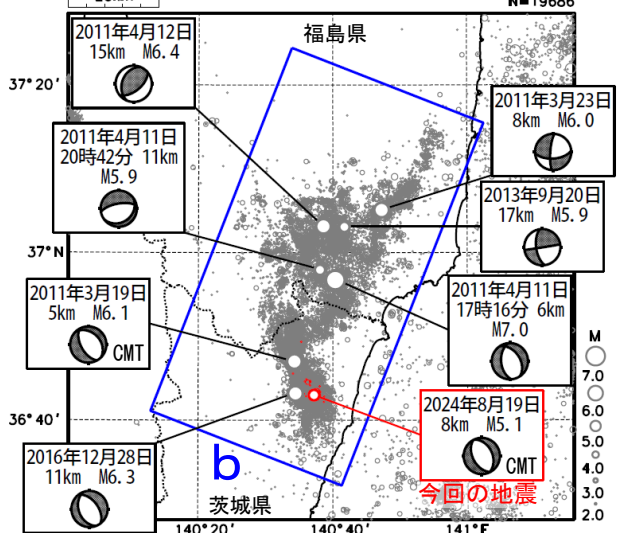 N=19686
福島県
2011年4月12日
15km M6.4
37°20'
2011年3月23日
8km M6.0
2011年4月11日
20時42分 11km
M5.9
2013年9月20日
17km M5.9
37°N
2011年3月19日
5km M6.1
CMT
2011年4月11日
17時16分 6km
M7.0
M
7.0
6.0
5.0
4.0
3.0
2.0
36°40'
2024年8月19日
8km M5.1
CMT
今回の地震
2016年12月28日
11km M6.3
b
茨城県
140°20'
140°40'
141°E